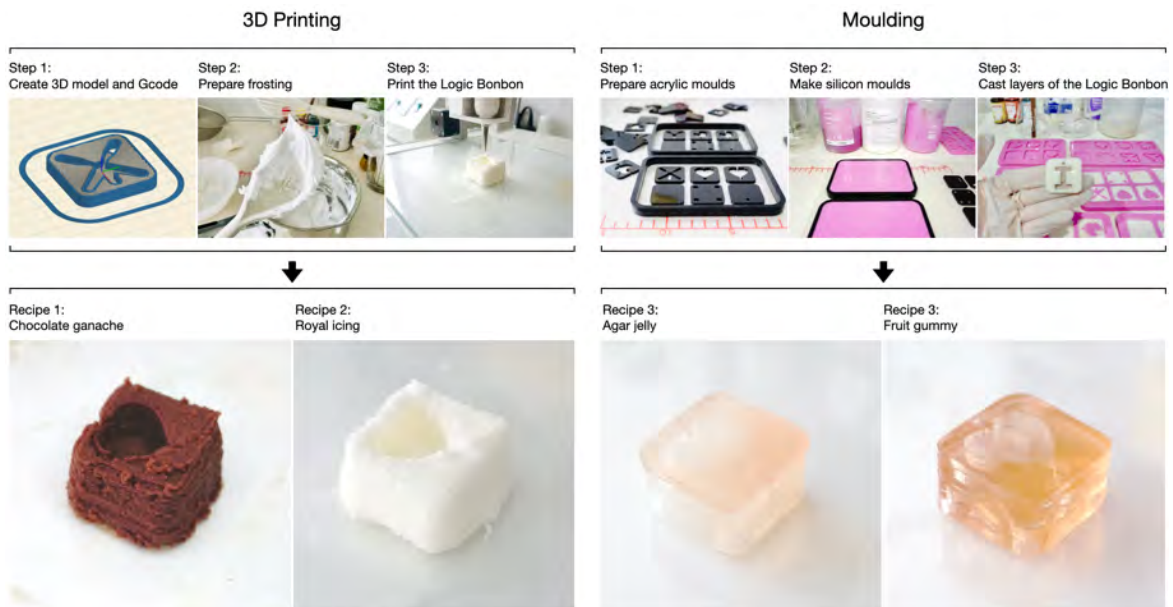 3D Printing
Step 1:
Create 3D model and Gcode
Step 2:
Prepare frosting
Step 3:
Print the Logic Bonbon
Recipe 1:
Chocolate ganache
Recipe 2:
Royal icing
Moulding
Step 1:
Prepare acrylic moulds
Step 2:
Make silicon moulds
Step 3:
Cast layers of the Logic Bonbon
Recipe 3:
Agar jelly
Recipe 3:
Fruit gummy